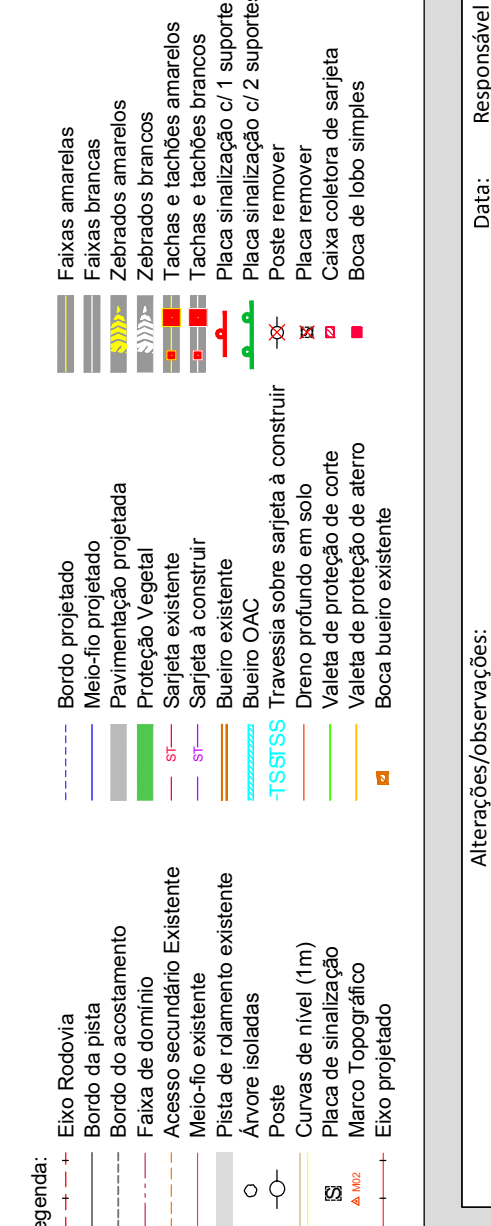 egenda:
Eixo Rodovia
Bordo da pista
Bordo do acostamento
Faixa de domínio
Acesso secundário Existente
Meio-fio existente
Pista de rolamento existente
Árvore isoladas
Poste
Curvas de nível (1m)
Placa de sinalização
M02 Marco Topográfico
Eixo projetado
Bordo projetado
Meio-fio projetado
Pavimentação projetada
Proteção Vegetal
ST Sarjeta existente
ST Sarjeta à construir
Bueiro existente
Bueiro OAC
TSSTSS Travessia sobre sarjeta à construir
Dreno profundo em solo
Valeta de proteção de corte
Valeta de proteção de aterro
Boca bueiro existente
Faixas amarelas
Faixas brancas
Zebrados amarelos
Zebrados brancos
Tachas e tachões amarelos
Tachas e tachões brancos
Placa sinalização c/ 1 suporte
Placa sinalização c/ 2 suportes
Poste remover
Placa remover
Caixa coletora de sarjeta
Boca de lobo simples
Alterações/observações:
Data:
Responsável